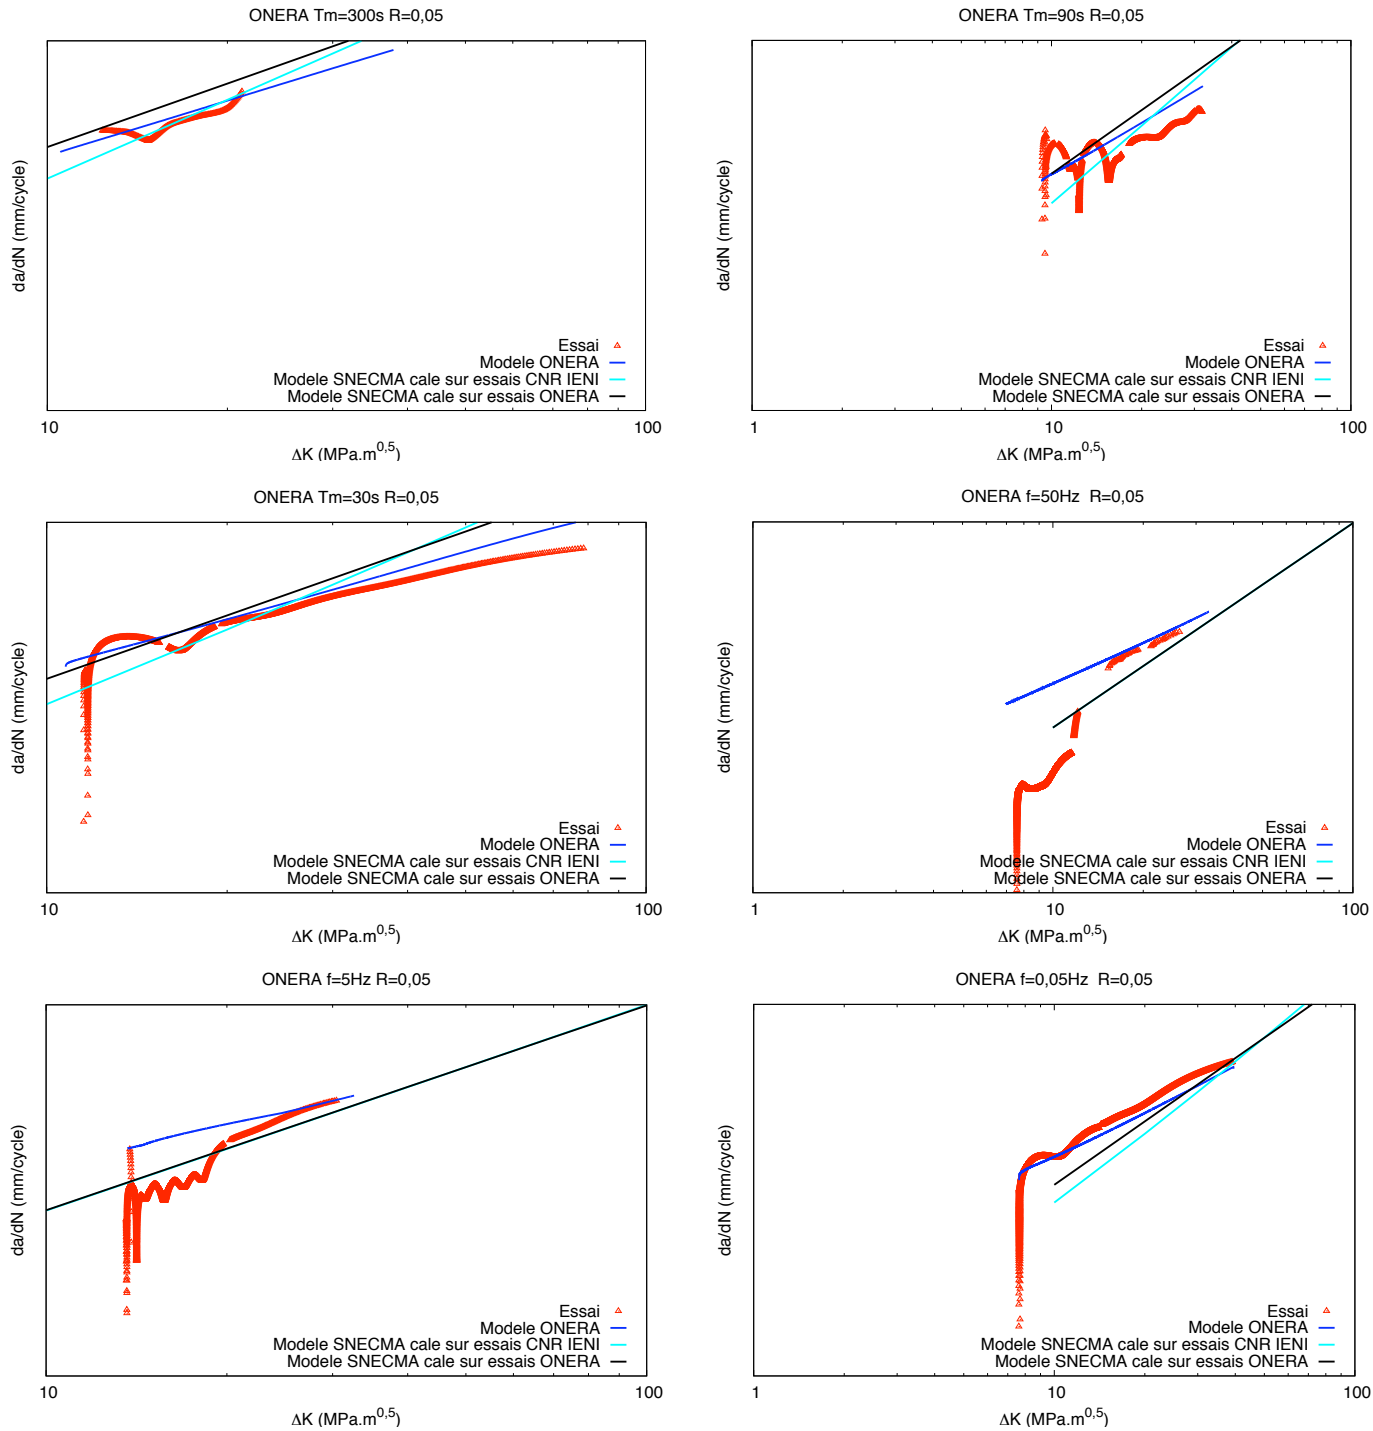 ONERA Tm=300s R=0,05
da/dN (mm/cycle)
Essai
Modele ONERA
Modele SNECMA cale sur essais CNR IENI
Modele SNECMA cale sur essais ONERA
10
100
ΔK (MPa.m^0,5)
ONERA Tm=90s R=0,05
da/dN (mm/cycle)
Essai
Modele ONERA
Modele SNECMA cale sur essais CNR IENI
Modele SNECMA cale sur essais ONERA
1
10
100
ΔK (MPa.m^0,5)
ONERA Tm=30s R=0,05
da/dN (mm/cycle)
Essai
Modele ONERA
Modele SNECMA cale sur essais CNR IENI
Modele SNECMA cale sur essais ONERA
10
100
ΔK (MPa.m^0,5)
ONERA f=50Hz R=0,05
da/dN (mm/cycle)
Essai
Modele ONERA
Modele SNECMA cale sur essais CNR IENI
Modele SNECMA cale sur essais ONERA
1
10
100
ΔK (MPa.m^0,5)
ONERA f=5Hz R=0,05
da/dN (mm/cycle)
Essai
Modele ONERA
Modele SNECMA cale sur essais CNR IENI
Modele SNECMA cale sur essais ONERA
10
100
ΔK (MPa.m^0,5)
ONERA f=0,05Hz R=0,05
da/dN (mm/cycle)
Essai
Modele ONERA
Modele SNECMA cale sur essais CNR IENI
Modele SNECMA cale sur essais ONERA
1
10
100
ΔK (MPa.m^0,5)